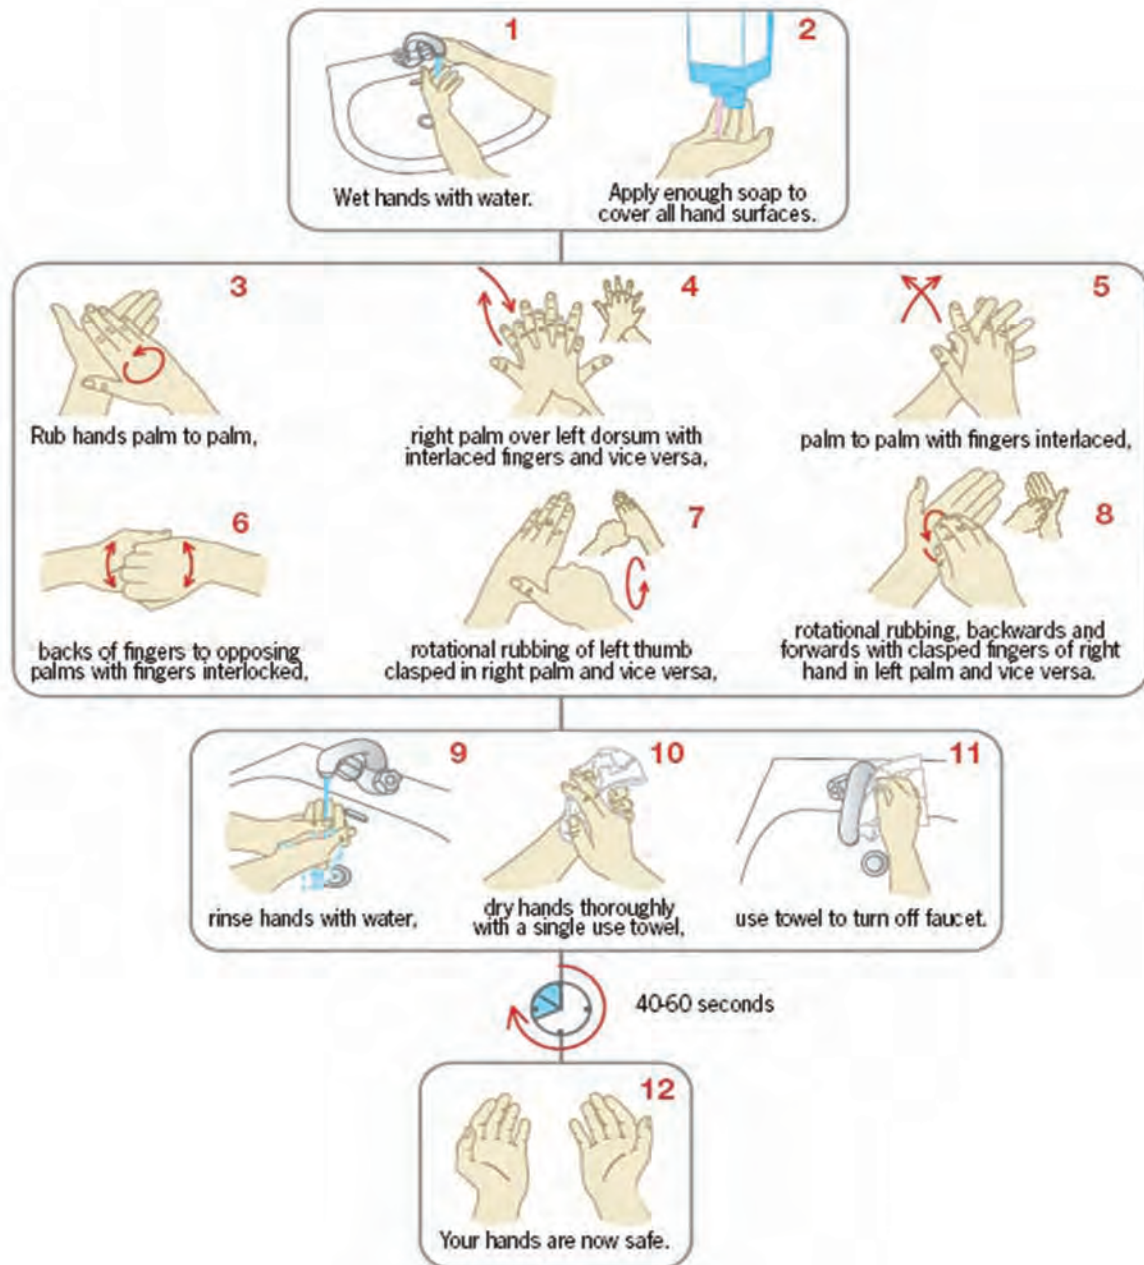 1
Wet hands with water.
2
Apply enough soap to
cover all hand surfaces.
3
Rub hands palm to palm,
4
right palm over left dorsum with
interlaced fingers and vice versa,
5
palm to palm with fingers interlaced,
6
backs of fingers to opposing
palms with fingers interlocked,
7
rotational rubbing of left thumb
clasped in right palm and vice versa,
8
rotational rubbing, backwards and
forwards with clasped fingers of right
hand in left palm and vice versa.
9
rinse hands with water,
10
dry hands thoroughly
with a single use towel,
11
use towel to turn off faucet.
40-60 seconds
12
Your hands are now safe.